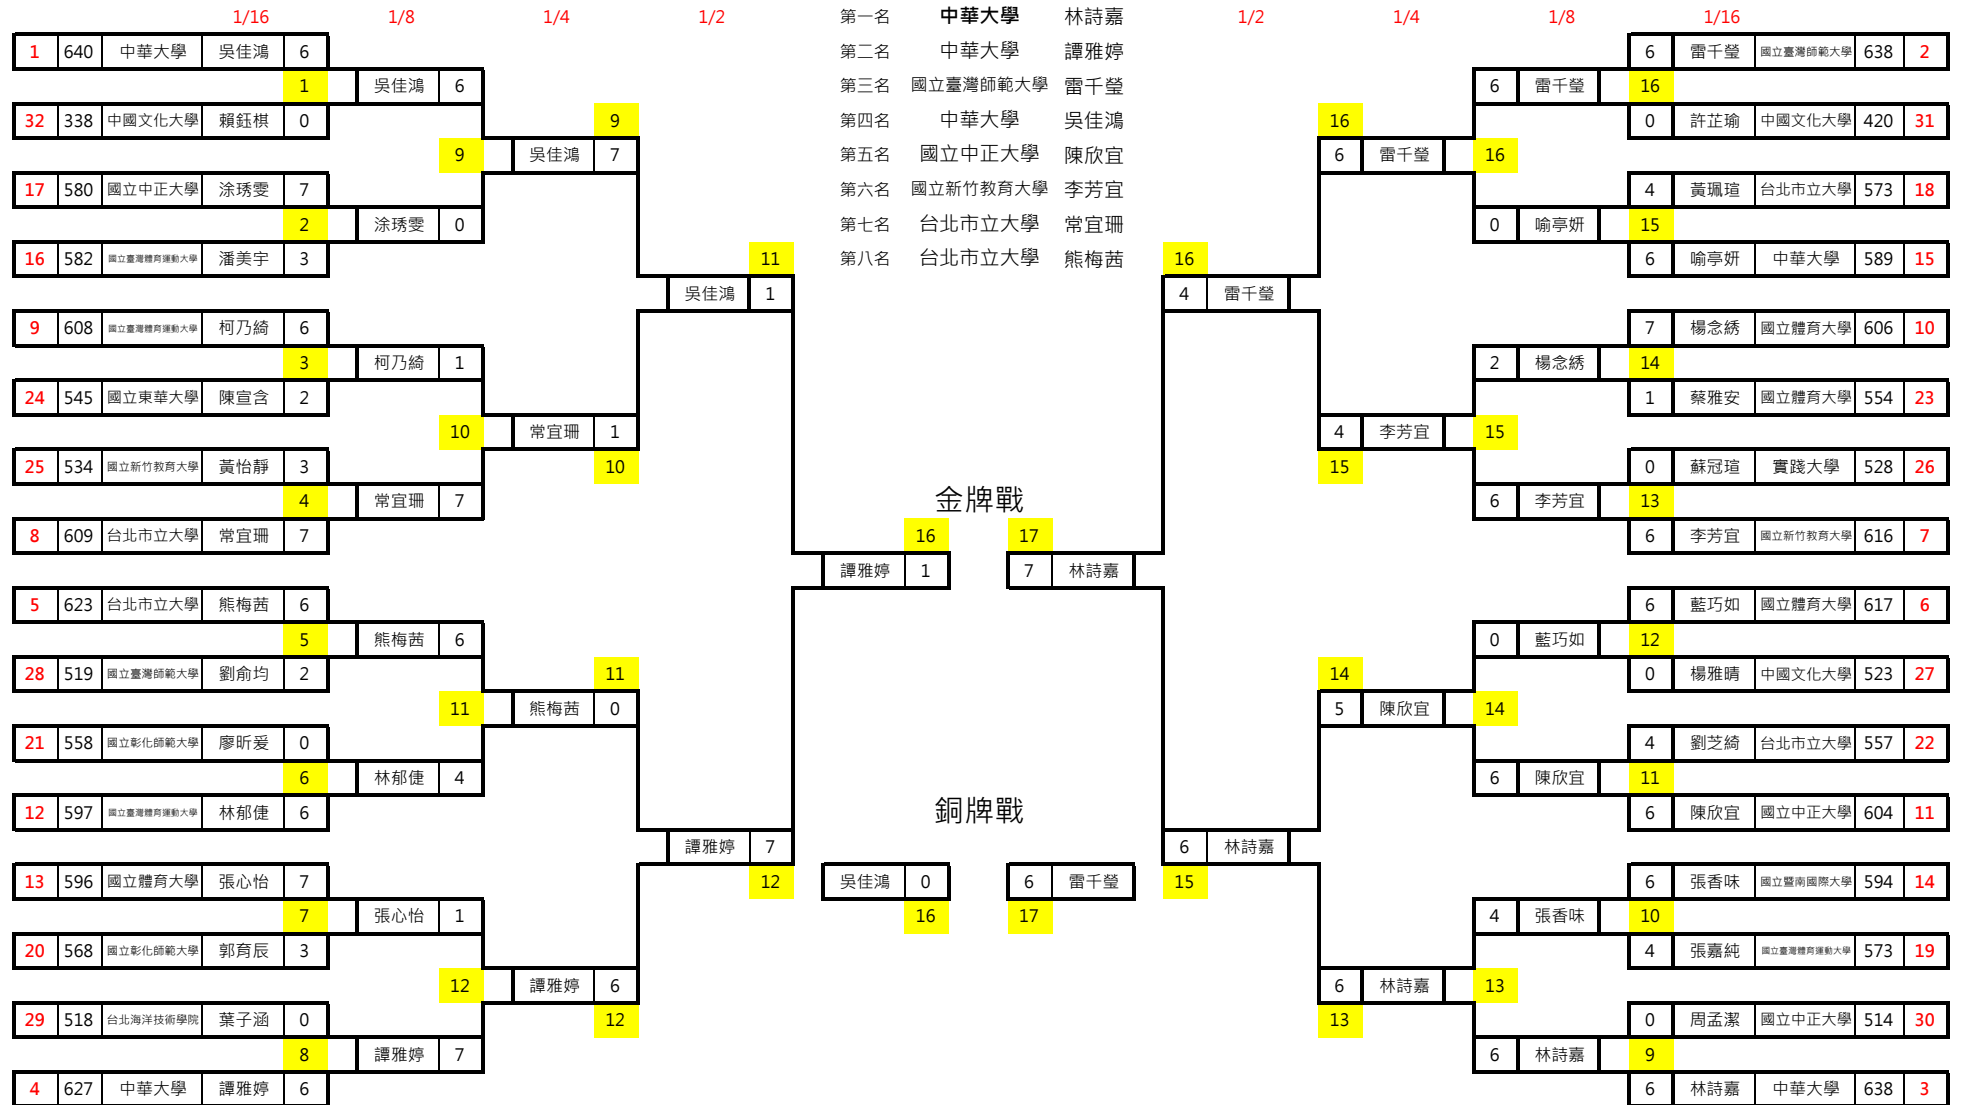 1/16 1/8 1/4 1/2 第一名 中華大學 林詩嘉 1/2 1/4 1/8 1/16
1 640 中華大學 吳佳鴻 6 第二名 中華大學 譚雅婷 6 雷千瑩 國立臺灣師範大學 638 2
1 吳佳鴻 6 第三名 國立臺灣師範大學 雷千瑩 6 雷千瑩 16
32 338 中國文化大學 賴鈺棋 0 9 第四名 中華大學 吳佳鴻 16 0 許芷瑜 中國文化大學 420 31
9 吳佳鴻 7 第五名 國立中正大學 陳欣宜 6 雷千瑩 16
17 580 國立中正大學 涂琇雯 7 第六名 國立新竹教育大學 李芳宜 4 黃珮瑄 台北市立大學 573 18
2 涂琇雯 0 第七名 台北市立大學 常宜珊 0 喻亭妍 15
16 582 國立臺灣體育運動大學 潘美宇 3 11 第八名 台北市立大學 熊梅茜 16 6 喻亭妍 中華大學 589 15
吳佳鴻 1 4 雷千瑩
9 608 國立臺灣體育運動大學 柯乃綺 6 7 楊念綉 國立體育大學 606 10
3 柯乃綺 1 2 楊念綉 14
24 545 國立東華大學 陳宣含 2 1 蔡雅安 國立體育大學 554 23
10 常宜珊 1 4 李芳宜 15
25 534 國立新竹教育大學 黃怡靜 3 10 15 0 蘇冠瑄 實踐大學 528 26
4 常宜珊 7 金牌戰 6 李芳宜 13
8 609 台北市立大學 常宜珊 7 16 17 6 李芳宜 國立新竹教育大學 616 7
譚雅婷 1 7 林詩嘉
5 623 台北市立大學 熊梅茜 6 6 藍巧如 國立體育大學 617 6
5 熊梅茜 6 0 藍巧如 12
28 519 國立臺灣師範大學 劉俞均 2 11 14 0 楊雅晴 中國文化大學 523 27
11 熊梅茜 0 5 陳欣宜 14
21 558 國立彰化師範大學 廖昕爰 0 4 劉芝綺 台北市立大學 557 22
6 林郁倢 4 6 陳欣宜 11
12 597 國立臺灣體育運動大學 林郁倢 6 銅牌戰 6 陳欣宜 國立中正大學 604 11
譚雅婷 7 6 林詩嘉
13 596 國立體育大學 張心怡 7 12 吳佳鴻 0 6 雷千瑩 15 6 張香味 國立暨南國際大學 594 14
7 張心怡 1 16 17 4 張香味 10
20 568 國立彰化師範大學 郭育辰 3 4 張嘉純 國立臺灣體育運動大學 573 19
12 譚雅婷 6 6 林詩嘉 13
29 518 台北海洋技術學院 葉子涵 0 12 13 0 周孟潔 國立中正大學 514 30
8 譚雅婷 7 6 林詩嘉 9
4 627 中華大學 譚雅婷 6 6 林詩嘉 中華大學 638 3